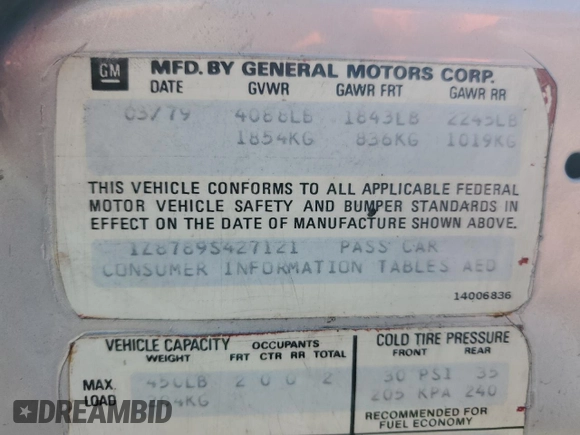 GM MFD. BY GENERAL MOTORS CORP.
DATE GVWR GAWR FRT GAWR RR
03/79 4088LB 1843LB 2245LB
1854KG 836KG 1019KG
THIS VEHICLE CONFORMS TO ALL APPLICABLE FEDERAL
MOTOR VEHICLE SAFETY AND BUMPER STANDARDS IN
EFFECT ON THE DATE OF MANUFACTURE SHOWN ABOVE.
1Z8789S427121 PASS CAR
CONSUMER INFORMATION TABLES AED
14006836
VEHICLE CAPACITY OCCUPANTS COLD TIRE PRESSURE
WEIGHT FRT CTR RR TOTAL FRONT REAR
MAX. 450LB 2 0 0 2 30 PSI 35
LOAD 204KG 205 KPA 240
RECOMMENDED FOR
FUEL ECONOMY
DREAMBID